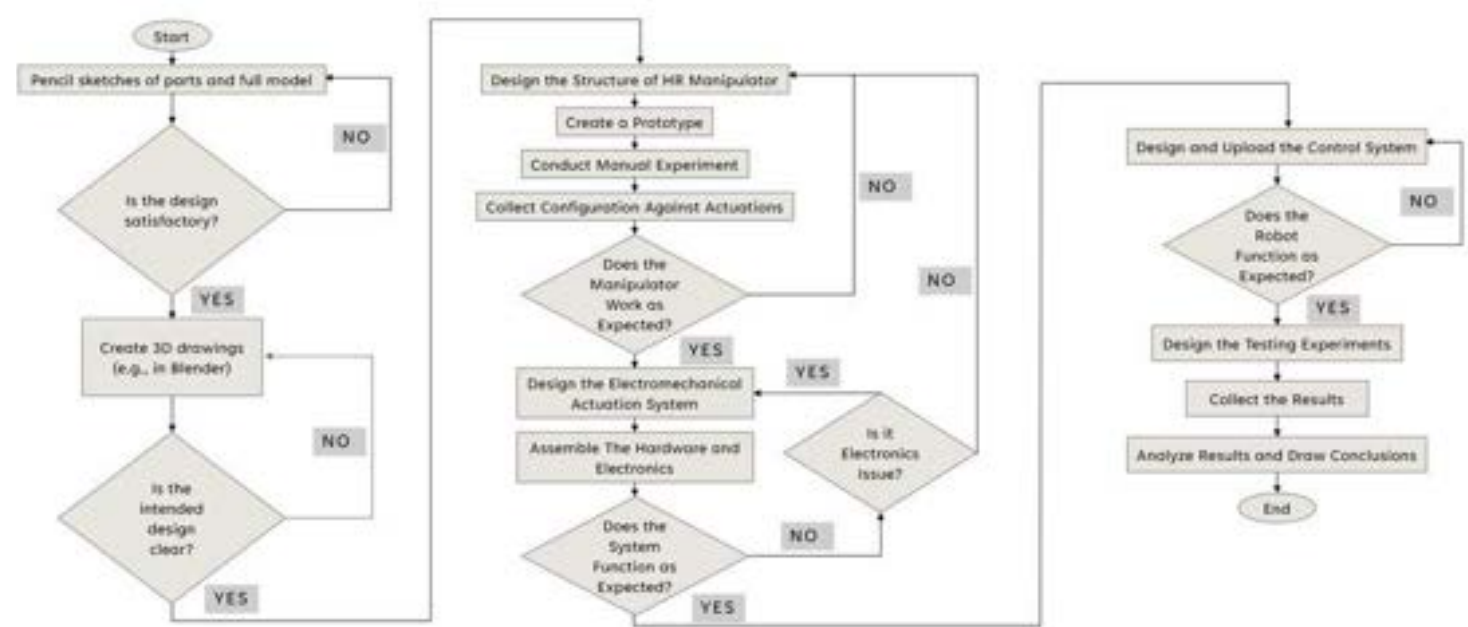 Start
Pencil sketches of parts and full model
NO
Is the design
satisfactory?
YES
Create 3D drawings
(e.g., in Blender)
NO
Is the
intended
design
clear?
YES
Design the Structure of HR Manipulator
Create a Prototype
Conduct Manual Experiment
Collect Configuration Against Actuations
NO
Does the
Manipulator
Work as
Expected?
YES
Design the Electromechanical
Actuation System
YES
NO
Assemble The Hardware and
Electronics
Is it
Electronics
Issue?
Does the
System
Function as
Expected?
NO
YES
Design and Upload the Control System
NO
Does the
Robot
Function as
Expected?
YES
Design the Testing Experiments
Collect the Results
Analyze Results and Draw Conclusions
End